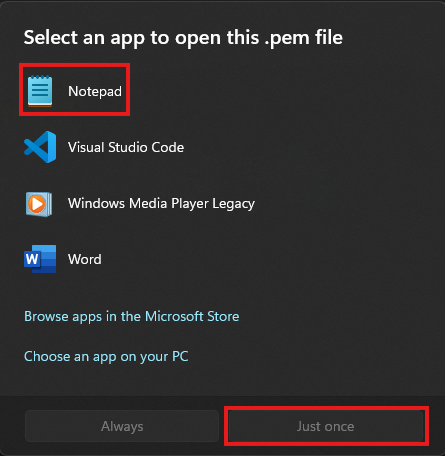 Select an app to open this .pem file
Notepad
Visual Studio Code
Windows Media Player Legacy
W Word
Browse apps in the Microsoft Store
Choose an app on your PC
Always Just once